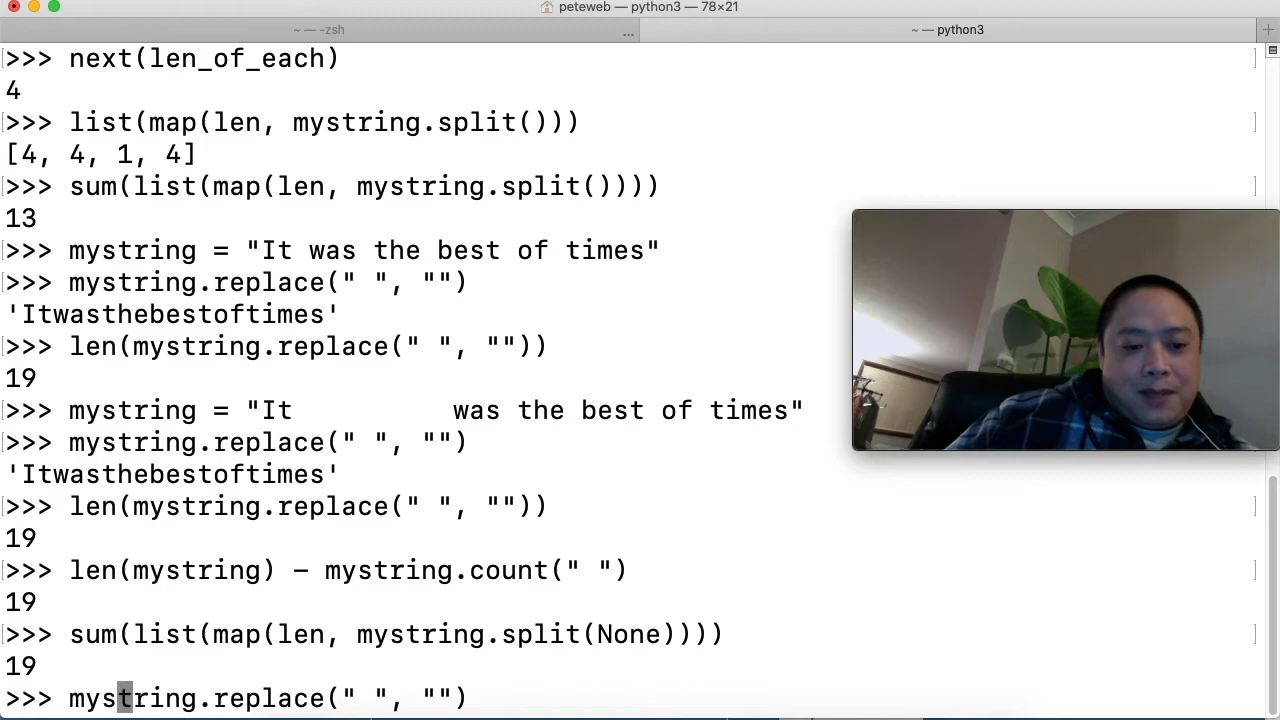 peteweb — python3 — 78×21
~ — -zsh
...
~ — python3
>>> next(len_of_each)
4
>>> list(map(len, mystring.split()))
[4, 4, 1, 4]
>>> sum(list(map(len, mystring.split())))
13
>>> mystring = "It was the best of times"
>>> mystring.replace(" ", "")
'Itwasthebestoftimes'
>>> len(mystring.replace(" ", ""))
19
>>> mystring = "It          was the best of times"
>>> mystring.replace(" ", "")
'Itwasthebestoftimes'
>>> len(mystring.replace(" ", ""))
19
>>> len(mystring) - mystring.count(" ")
19
>>> sum(list(map(len, mystring.split(None))))
19
>>> mystring.replace(" ", "")